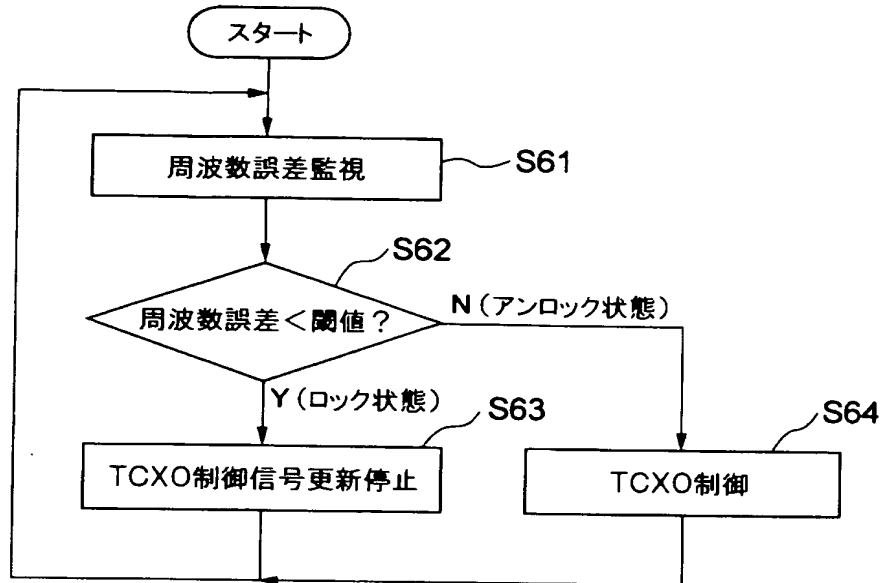 スタート
周波数誤差監視
S61
S62
周波数誤差＜閾値？
N（アンロック状態）
Y（ロック状態）
S63
S64
TCXO制御信号更新停止
TCXO制御